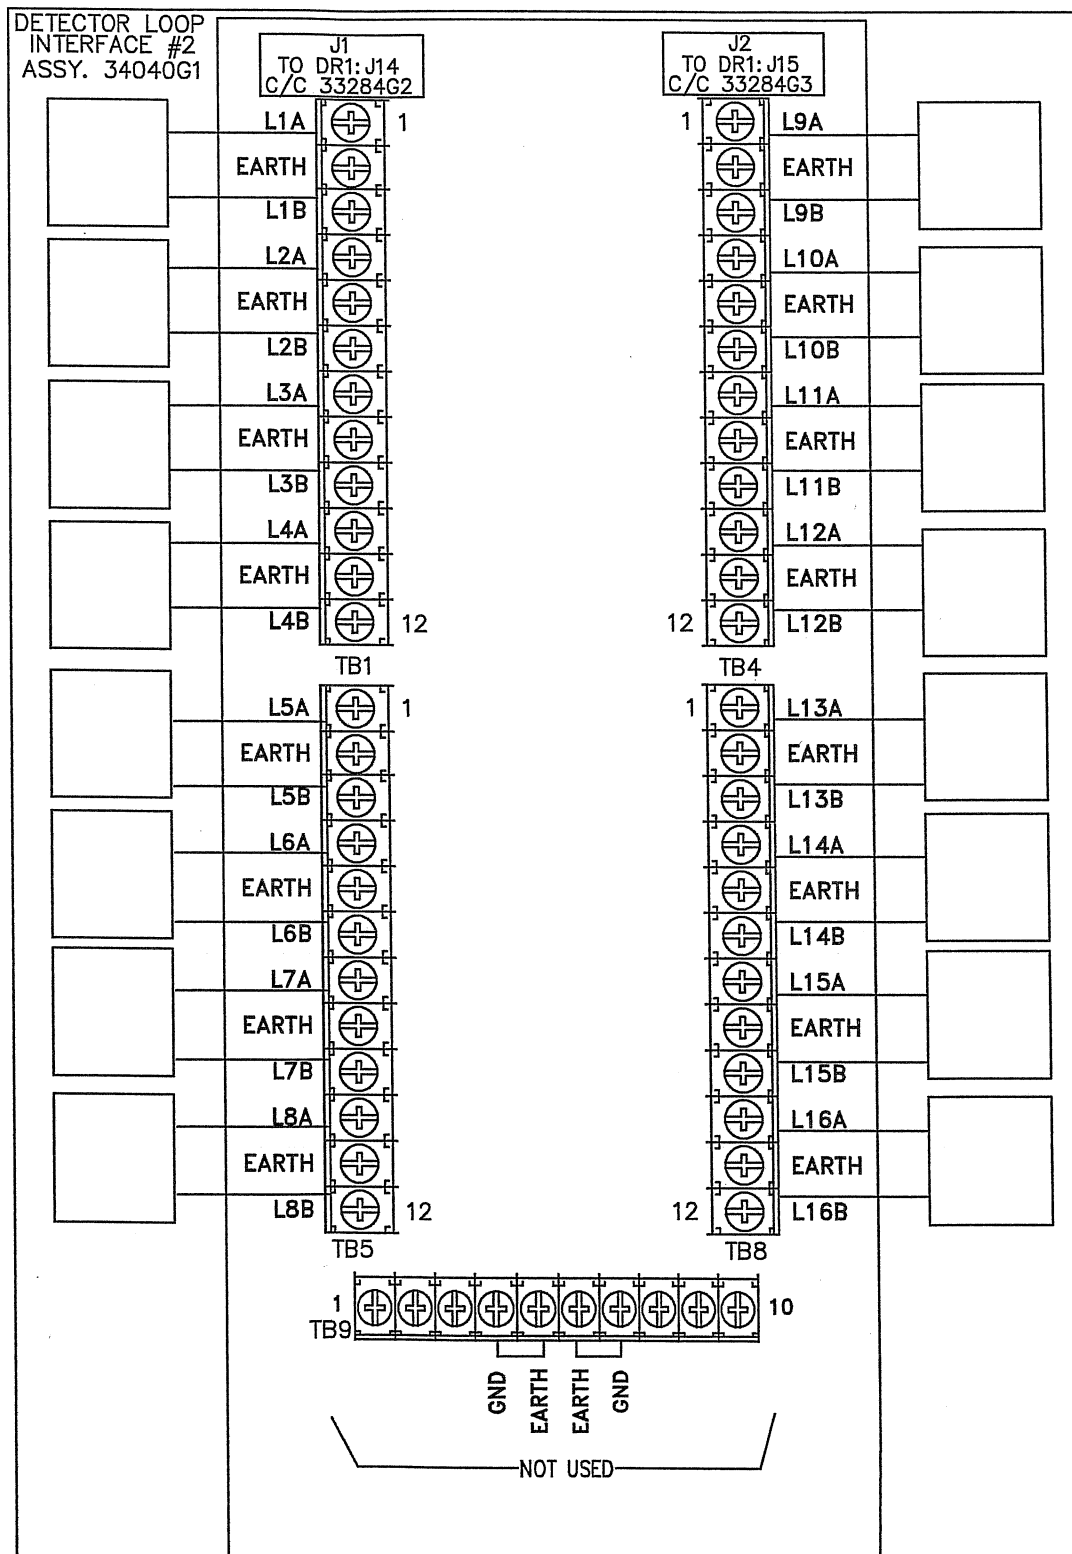 DETECTOR LOOP
INTERFACE #2
ASSY. 34040G1
J1
TO DR1:J14
C/C 33284G2
J2
TO DR1:J15
C/C 33284G3
L1A
1
EARTH
L1B
L2A
EARTH
L2B
L3A
EARTH
L3B
L4A
EARTH
L4B
12
TB1
1
L9A
EARTH
L9B
L10A
EARTH
L10B
L11A
EARTH
L11B
L12A
EARTH
12
L12B
TB4
L5A
1
EARTH
L5B
L6A
EARTH
L6B
L7A
EARTH
L7B
L8A
EARTH
L8B
12
TB5
1
L13A
EARTH
L13B
L14A
EARTH
L14B
L15A
EARTH
L15B
L16A
EARTH
12
L16B
TB8
1
TB9
10
GND
EARTH
EARTH
GND
NOT USED